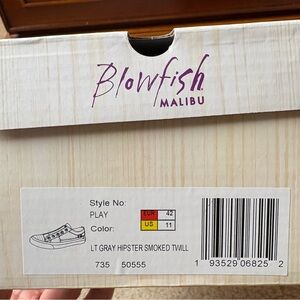 Blowfish
MALIBU
Style No:
PLAY
EUR 42
US 11
Color:
LT GRAY HIPSTER SMOKED TWILL
735 50555
1 93529 06825 2